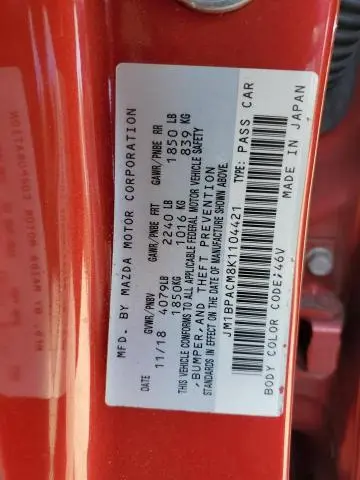 MFD. BY MAZDA MOTOR CORPORATION
DATE GVWR/PNBV GAWR/PNBE FRT GAWR/PNBE RR
11/18 4079LB 2240 LB 1850 LB
1850KG 1016 KG 839 KG
THIS VEHICLE CONFORMS TO ALL APPLICABLE FEDERAL MOTOR VEHICLE SAFETY
,BUMPER,AND THEFT PREVENTION
STANDARDS IN EFFECT ON THE DATE OF MANUFACTURE SHOWN ABOVE.
JM1BPACM8K1104421 TYPE: PASS CAR
BODY COLOR CODE:46V MADE IN JAPAN